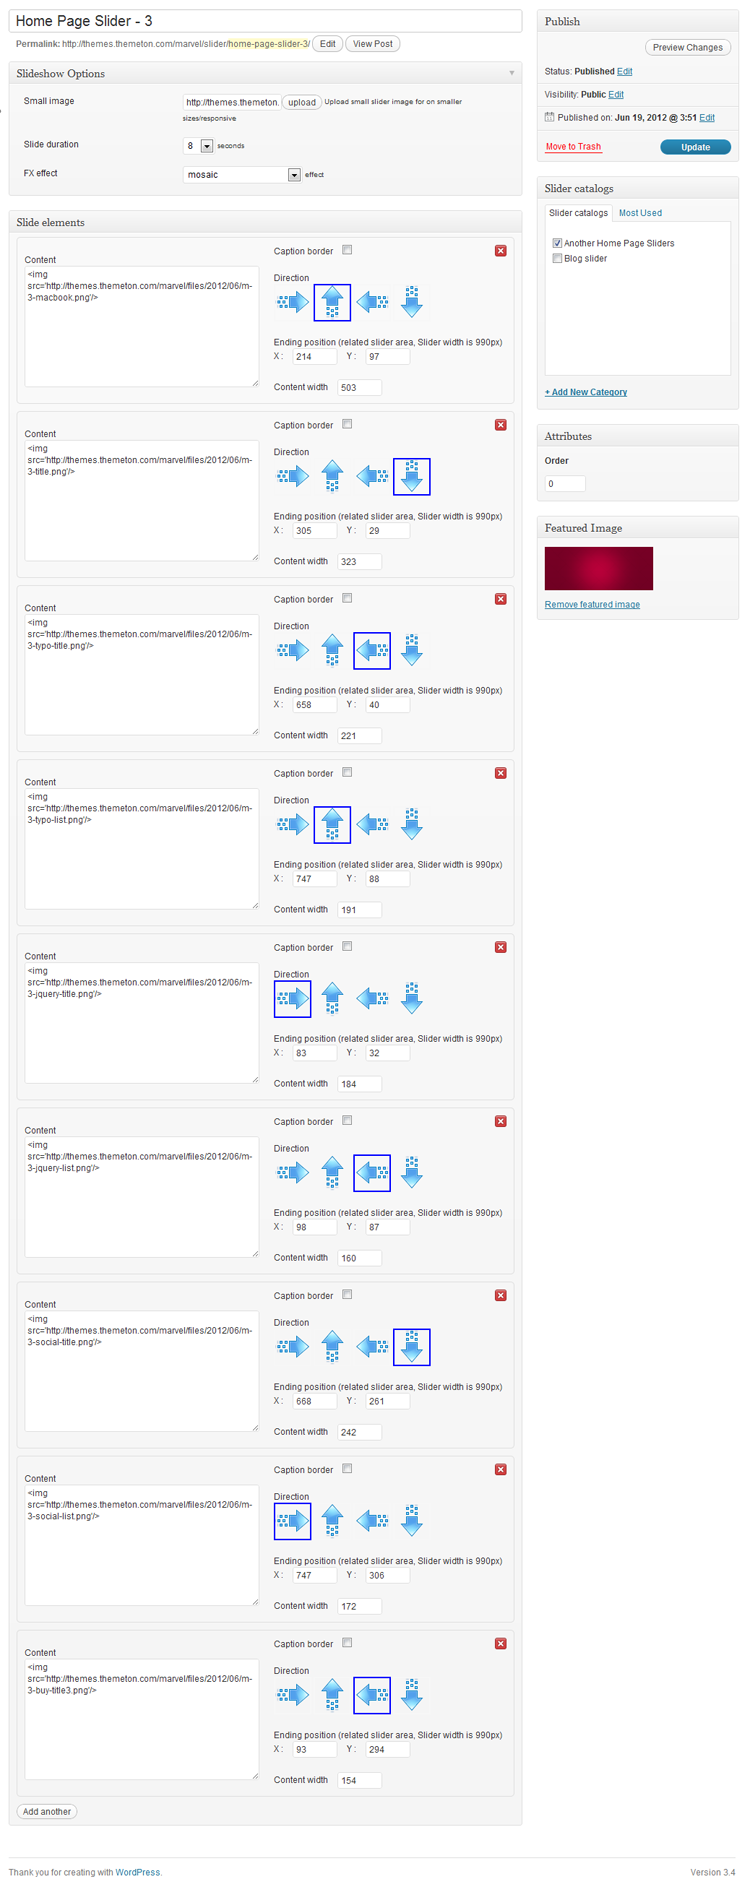 Home Page Slider - 3
Permalink: http://themes.themeton.com/marvel/slider/home-page-slider-3/ Edit View Post
Slideshow Options
Small image http://themes.themeton. upload Upload small slider image for on smaller
sizes/responsive
Slide duration 8 seconds
FX effect mosaic effect
Slide elements
Caption border
Content
<img
src='http://themes.themeton.com/marvel/files/2012/06/m-
3-macbook.png'/>
Direction
Ending position (related slider area, Slider width is 990px)
X : 214 Y : 97
Content width 503
Caption border
Content
<img
src='http://themes.themeton.com/marvel/files/2012/06/m-
3-title.png'/>
Direction
Ending position (related slider area, Slider width is 990px)
X : 305 Y : 29
Content width 323
Caption border
Content
<img
src='http://themes.themeton.com/marvel/files/2012/06/m-
3-typo-title.png'/>
Direction
Ending position (related slider area, Slider width is 990px)
X : 658 Y : 40
Content width 221
Caption border
Content
<img
src='http://themes.themeton.com/marvel/files/2012/06/m-
3-typo-list.png'/>
Direction
Ending position (related slider area, Slider width is 990px)
X : 747 Y : 88
Content width 191
Caption border
Content
<img
src='http://themes.themeton.com/marvel/files/2012/06/m-
3-jquery-title.png'/>
Direction
Ending position (related slider area, Slider width is 990px)
X : 83 Y : 32
Content width 184
Caption border
Content
<img
src='http://themes.themeton.com/marvel/files/2012/06/m-
3-jquery-list.png'/>
Direction
Ending position (related slider area, Slider width is 990px)
X : 98 Y : 87
Content width 160
Caption border
Content
<img
src='http://themes.themeton.com/marvel/files/2012/06/m-
3-social-title.png'/>
Direction
Ending position (related slider area, Slider width is 990px)
X : 668 Y : 261
Content width 242
Caption border
Content
<img
src='http://themes.themeton.com/marvel/files/2012/06/m-
3-social-list.png'/>
Direction
Ending position (related slider area, Slider width is 990px)
X : 747 Y : 306
Content width 172
Caption border
Content
<img
src='http://themes.themeton.com/marvel/files/2012/06/m-
3-buy-title3.png'/>
Direction
Ending position (related slider area, Slider width is 990px)
X : 93 Y : 294
Content width 154
Add another
Publish
Preview Changes
Status: Published Edit
Visibility: Public Edit
Published on: Jun 19, 2012 @ 3:51 Edit
Move to Trash Update
Slider catalogs
Slider catalogs Most Used
Another Home Page Sliders
Blog slider
+ Add New Category
Attributes
Order
0
Featured Image
Remove featured image
Thank you for creating with WordPress. Version 3.4